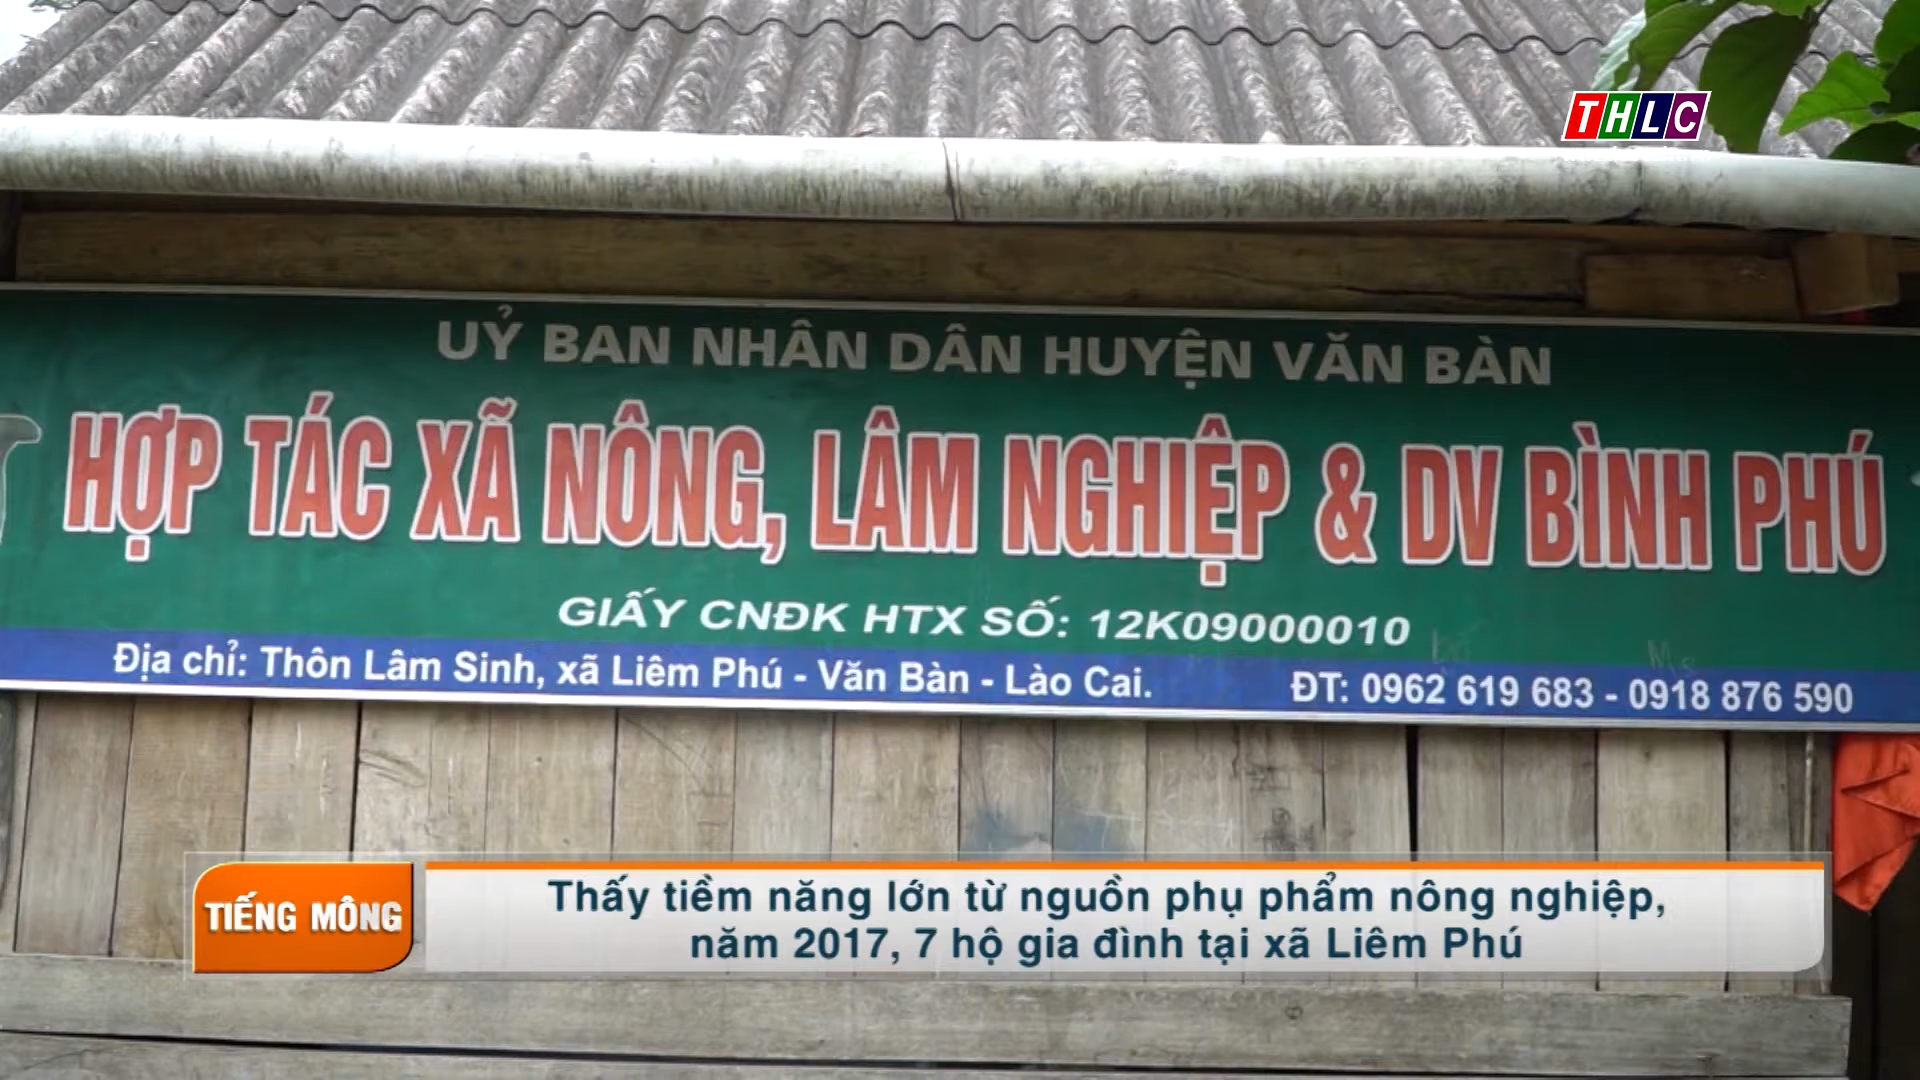 THLC
UỶ BAN NHÂN DÂN HUYỆN VĂN BÀN
HỢP TÁC XÃ NÔNG, LÂM NGHIỆP & DV BÌNH PHÚ
GIẤY CNĐK HTX SỐ: 12K09000010
Địa chỉ: Thôn Lâm Sinh, xã Liêm Phú - Văn Bàn - Lào Cai. ĐT: 0962 619 683 - 0918 876 590
TIẾNG MÔNG
Thấy tiềm năng lớn từ nguồn phụ phẩm nông nghiệp,
năm 2017, 7 hộ gia đình tại xã Liêm Phú